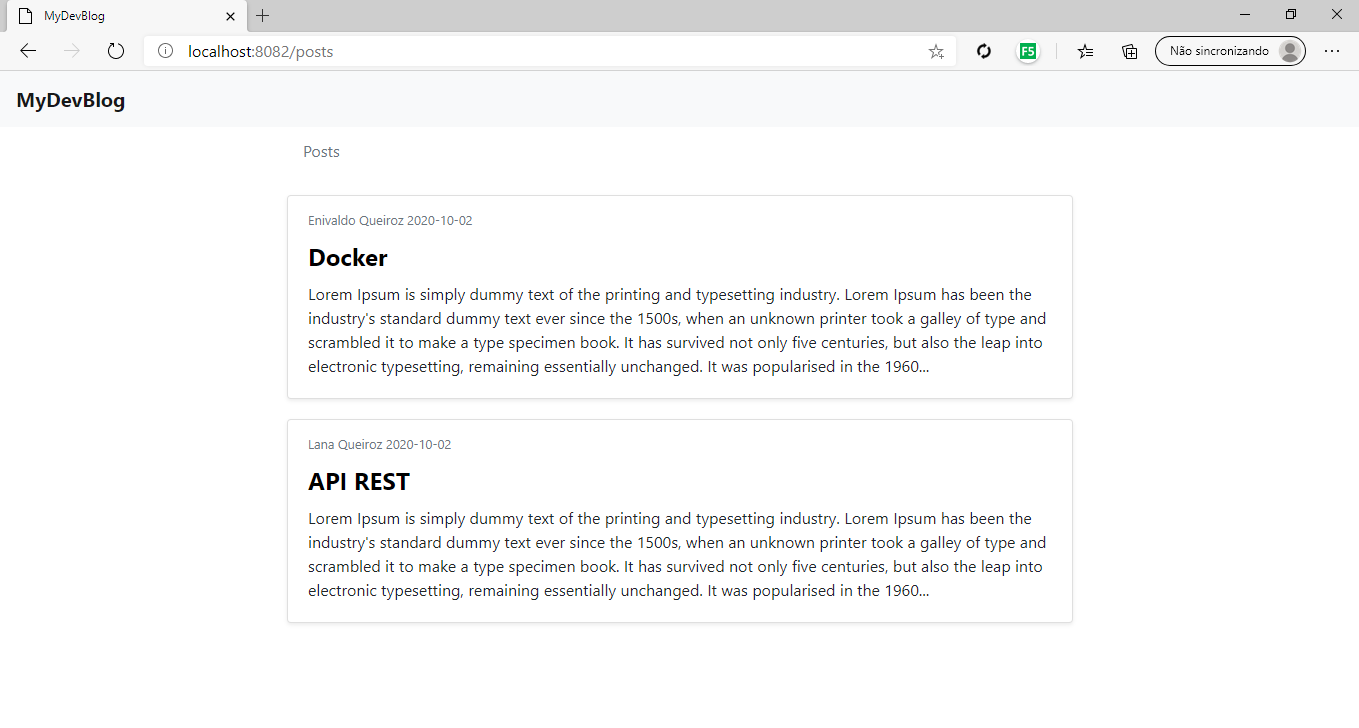 MyDevBlog
localhost:8082/posts
F5
Não sincronizando
MyDevBlog
Posts
Enivaldo Queiroz 2020-10-02
Docker
Lorem Ipsum is simply dummy text of the printing and typesetting industry. Lorem Ipsum has been the
industry's standard dummy text ever since the 1500s, when an unknown printer took a galley of type and
scrambled it to make a type specimen book. It has survived not only five centuries, but also the leap into
electronic typesetting, remaining essentially unchanged. It was popularised in the 1960...
Lana Queiroz 2020-10-02
API REST
Lorem Ipsum is simply dummy text of the printing and typesetting industry. Lorem Ipsum has been the
industry's standard dummy text ever since the 1500s, when an unknown printer took a galley of type and
scrambled it to make a type specimen book. It has survived not only five centuries, but also the leap into
electronic typesetting, remaining essentially unchanged. It was popularised in the 1960...